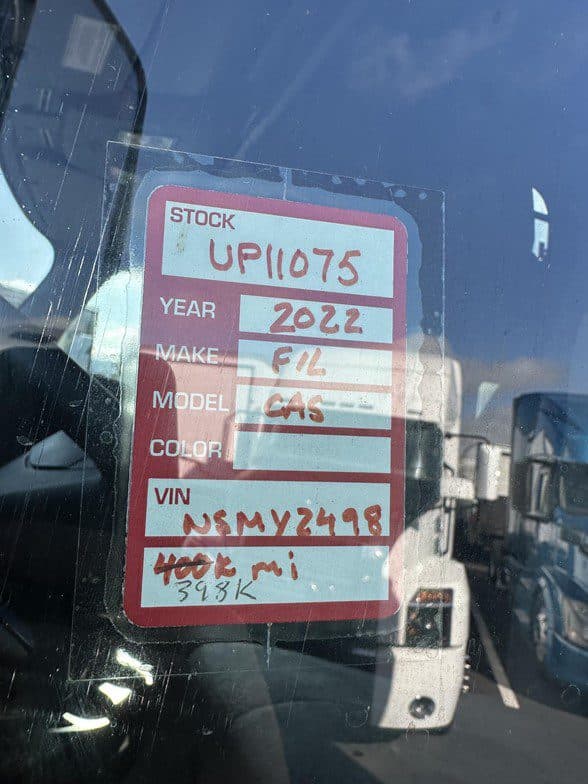 STOCK
UP11075
YEAR 2022
MAKE F/L
MODEL CAS
COLOR
VIN
NSMY2498
400k mi
398K